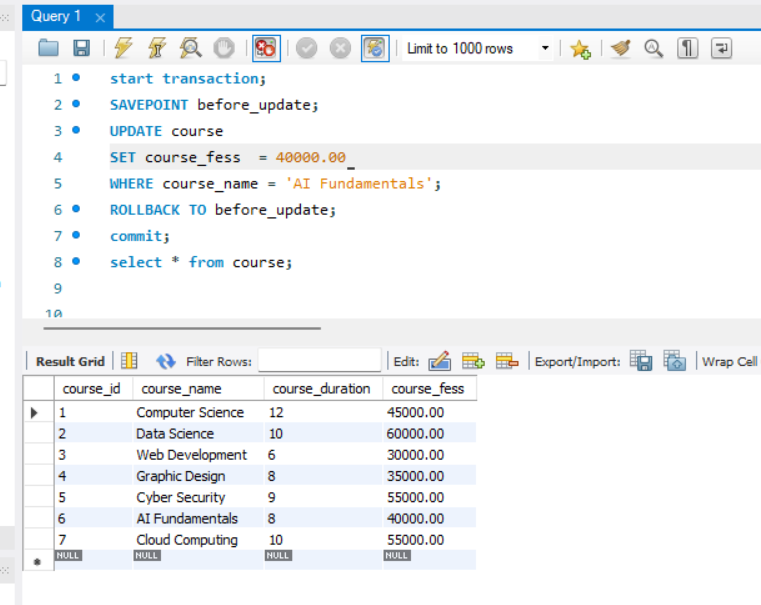 Query 1
Limit to 1000 rows
1 start transaction;
2 SAVEPOINT before_update;
3 UPDATE course
4 SET course_fess  = 40000.00
5 WHERE course_name = 'AI Fundamentals';
6 ROLLBACK TO before_update;
7 commit;
8 select * from course;
9
10
Result Grid Filter Rows: Edit: Export/Import: Wrap Cell
course_id course_name course_duration course_fess
1 Computer Science 12 45000.00
2 Data Science 10 60000.00
3 Web Development 6 30000.00
4 Graphic Design 8 35000.00
5 Cyber Security 9 55000.00
6 AI Fundamentals 8 40000.00
7 Cloud Computing 10 55000.00
NULL NULL NULL NULL